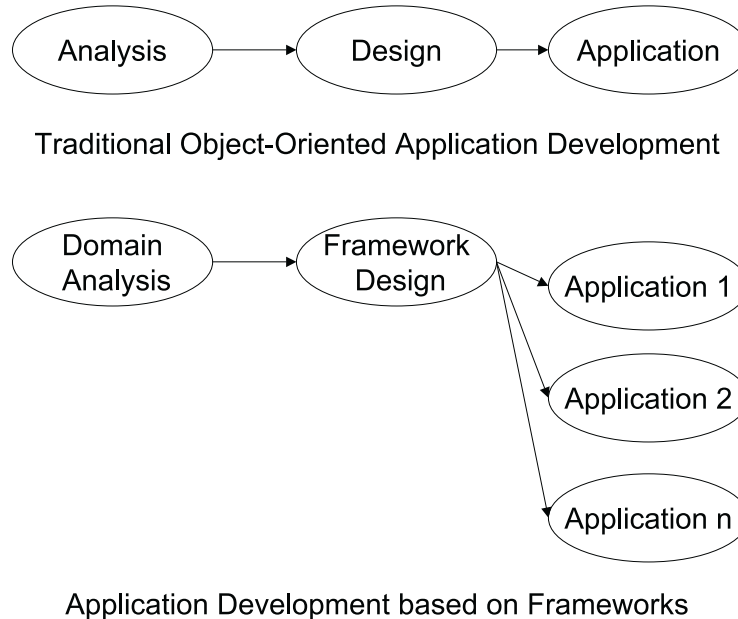 Analysis
Design
Application
Traditional Object-Oriented Application Development
Domain
Analysis
Framework
Design
Application 1
Application 2
Application n
Application Development based on Frameworks